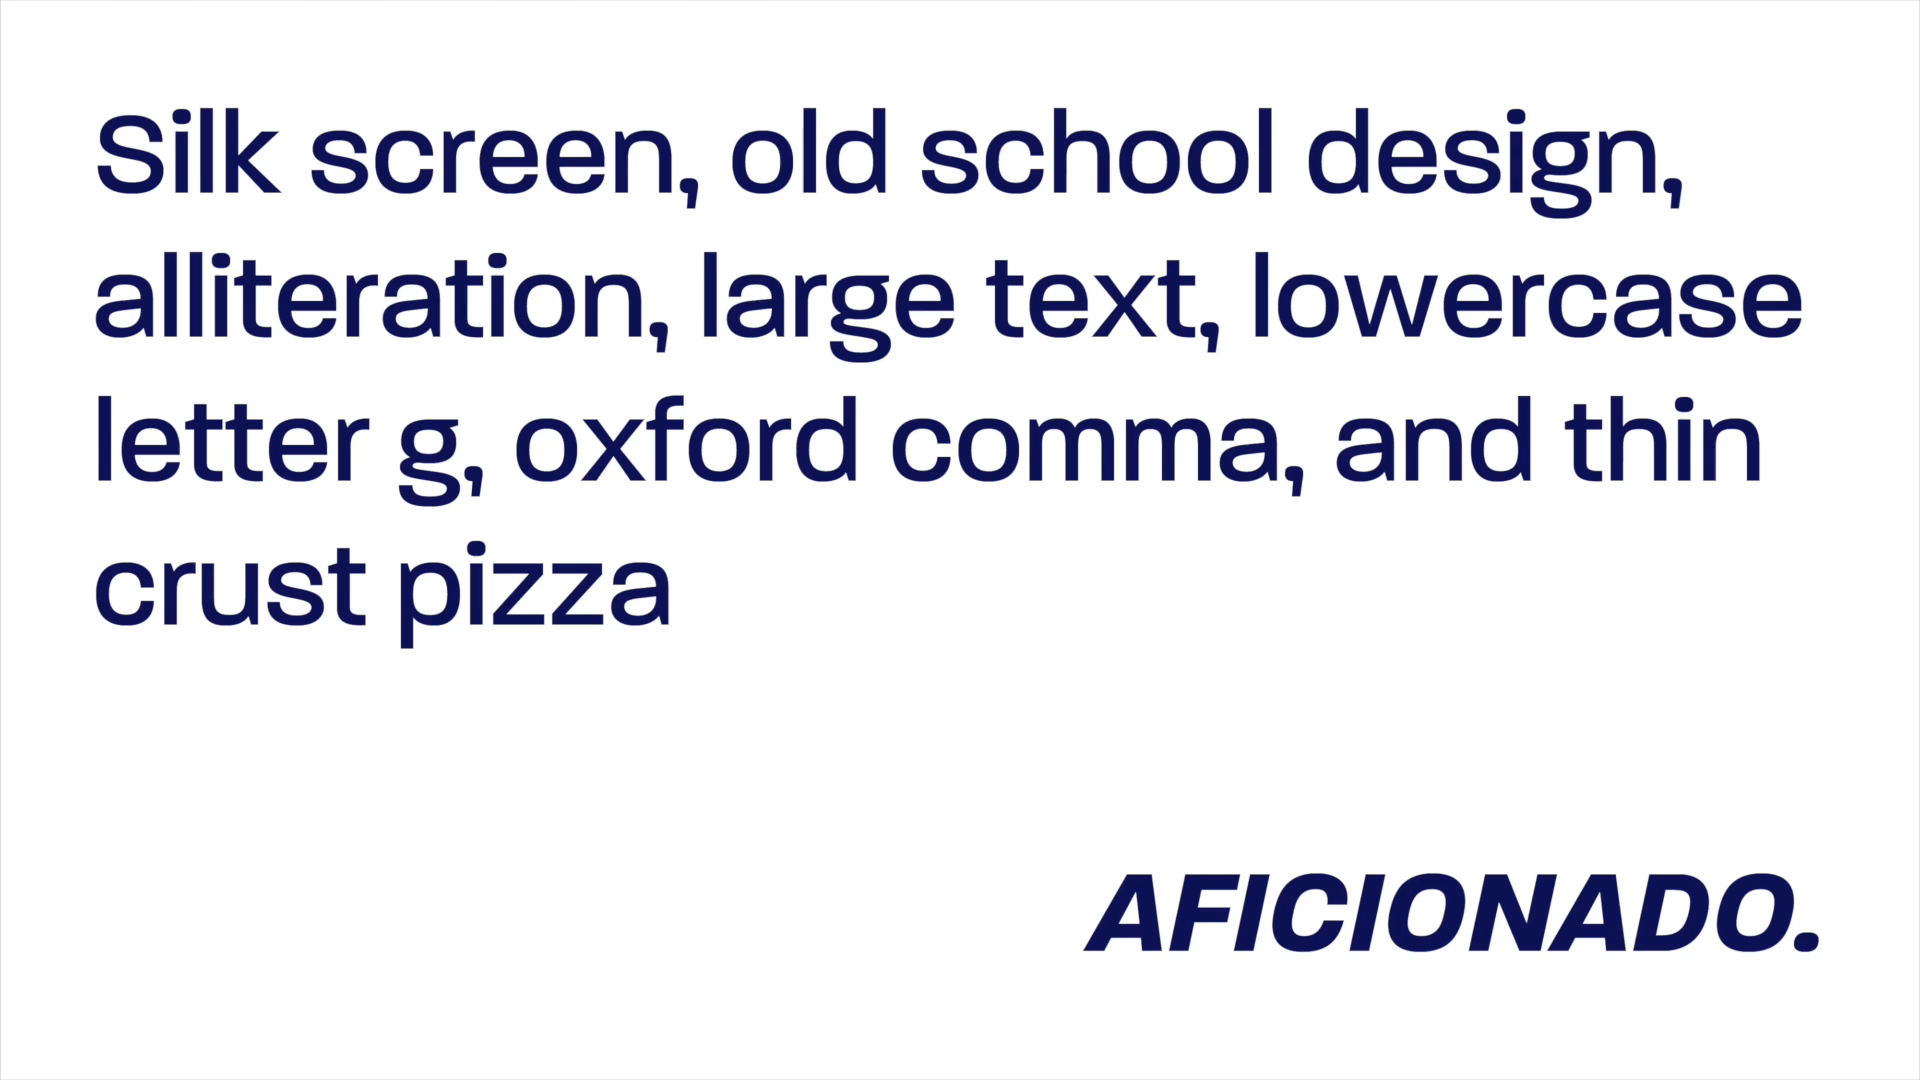 Silk screen, old school design,
alliteration, large text, lowercase
letter g, oxford comma, and thin
crust pizza
AFICIONADO.